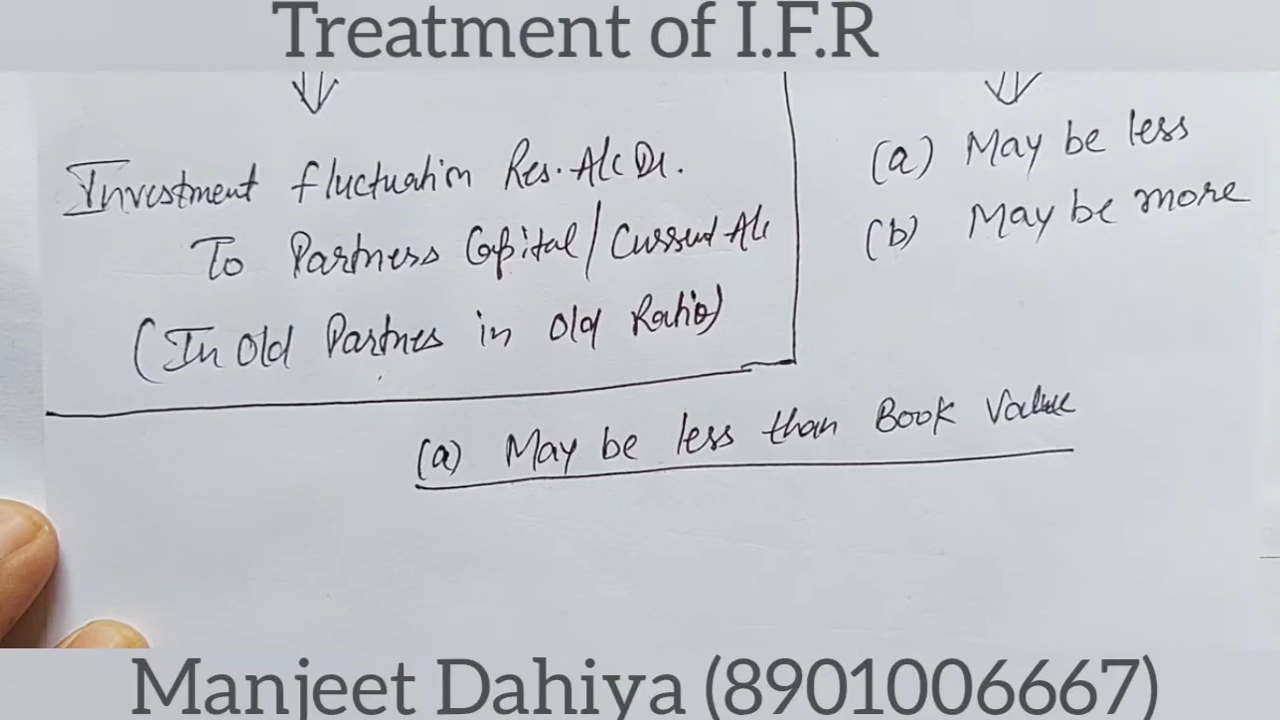 Treatment of I.F.R
Investment fluctuation Res. A/c Dr.
To Partners Capital/Current A/c
(In Old Partners in old Ratio)
(a) May be less
(b) May be more
(a) May be less than Book Value
Manjeet Dahiya (8901006667)